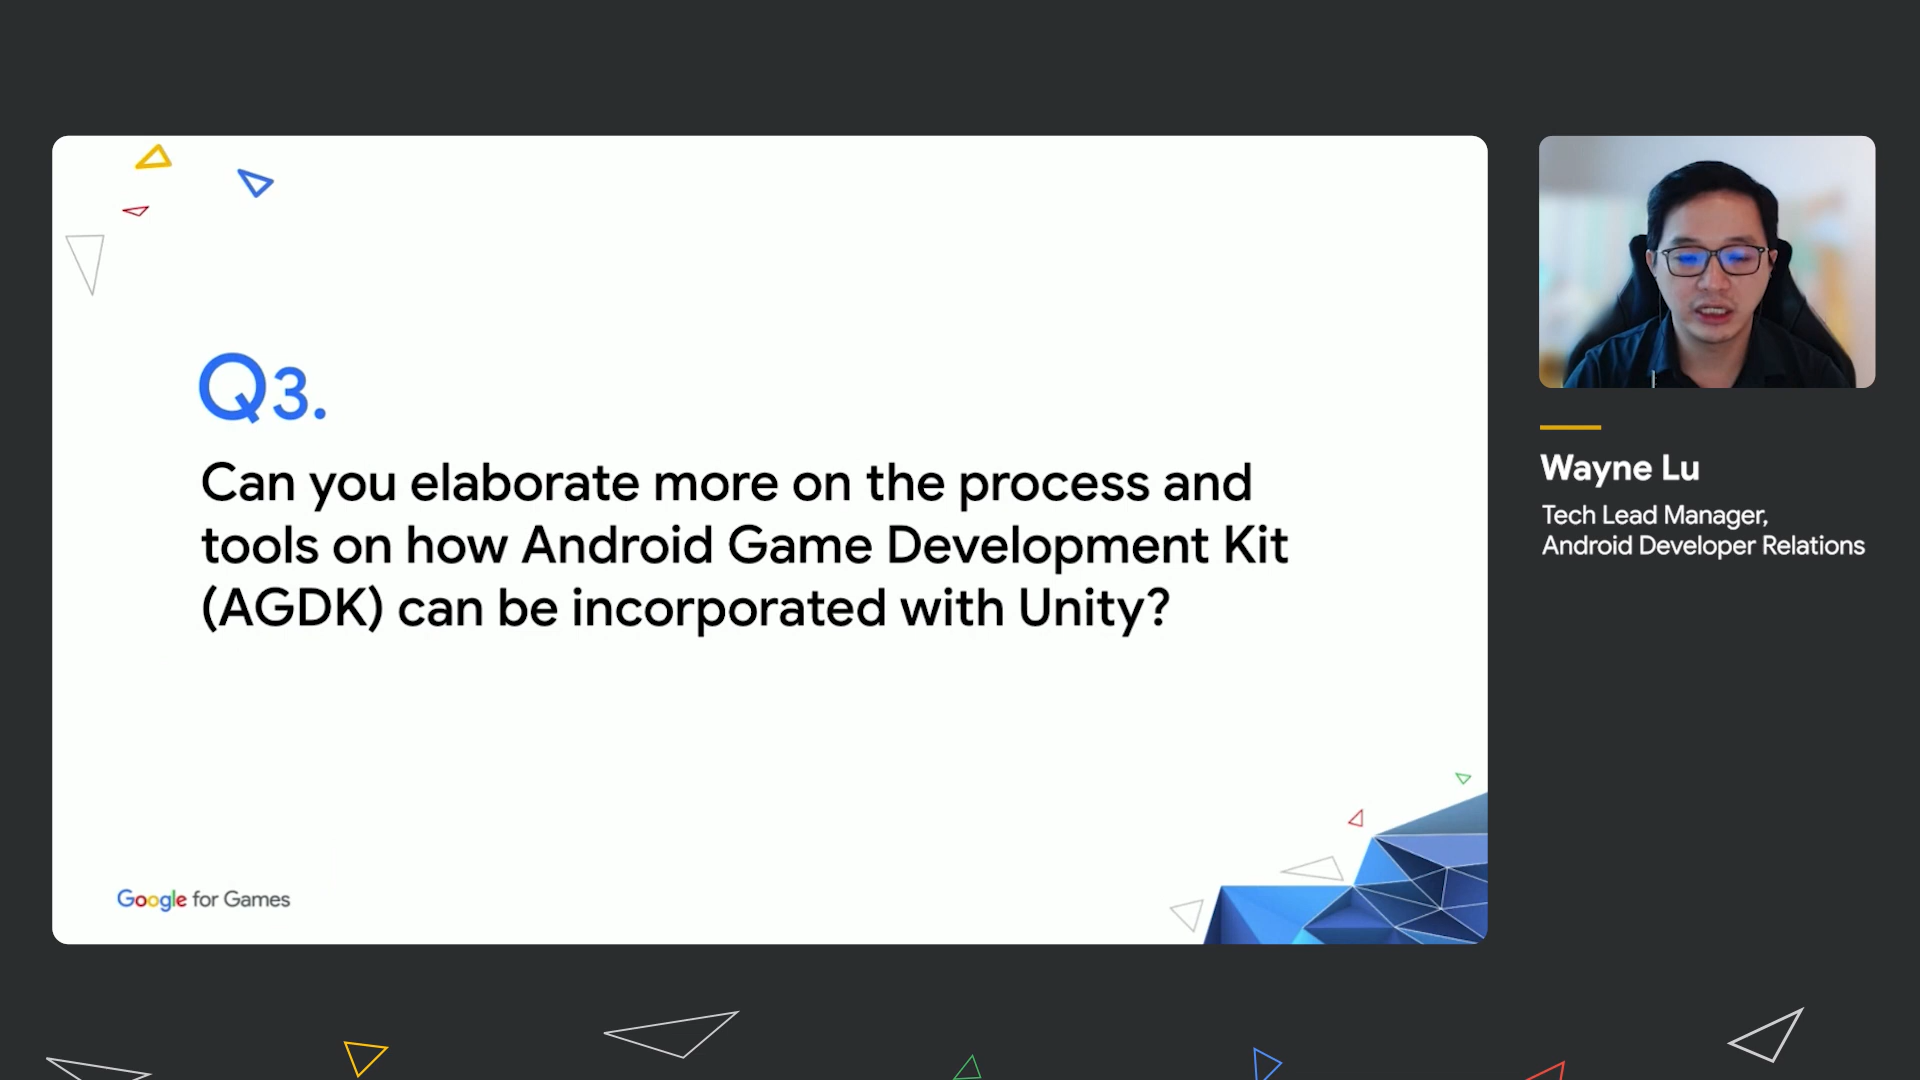 Q3.
Can you elaborate more on the process and
tools on how Android Game Development Kit
(AGDK) can be incorporated with Unity?
Google for Games
Wayne Lu
Tech Lead Manager,
Android Developer Relations